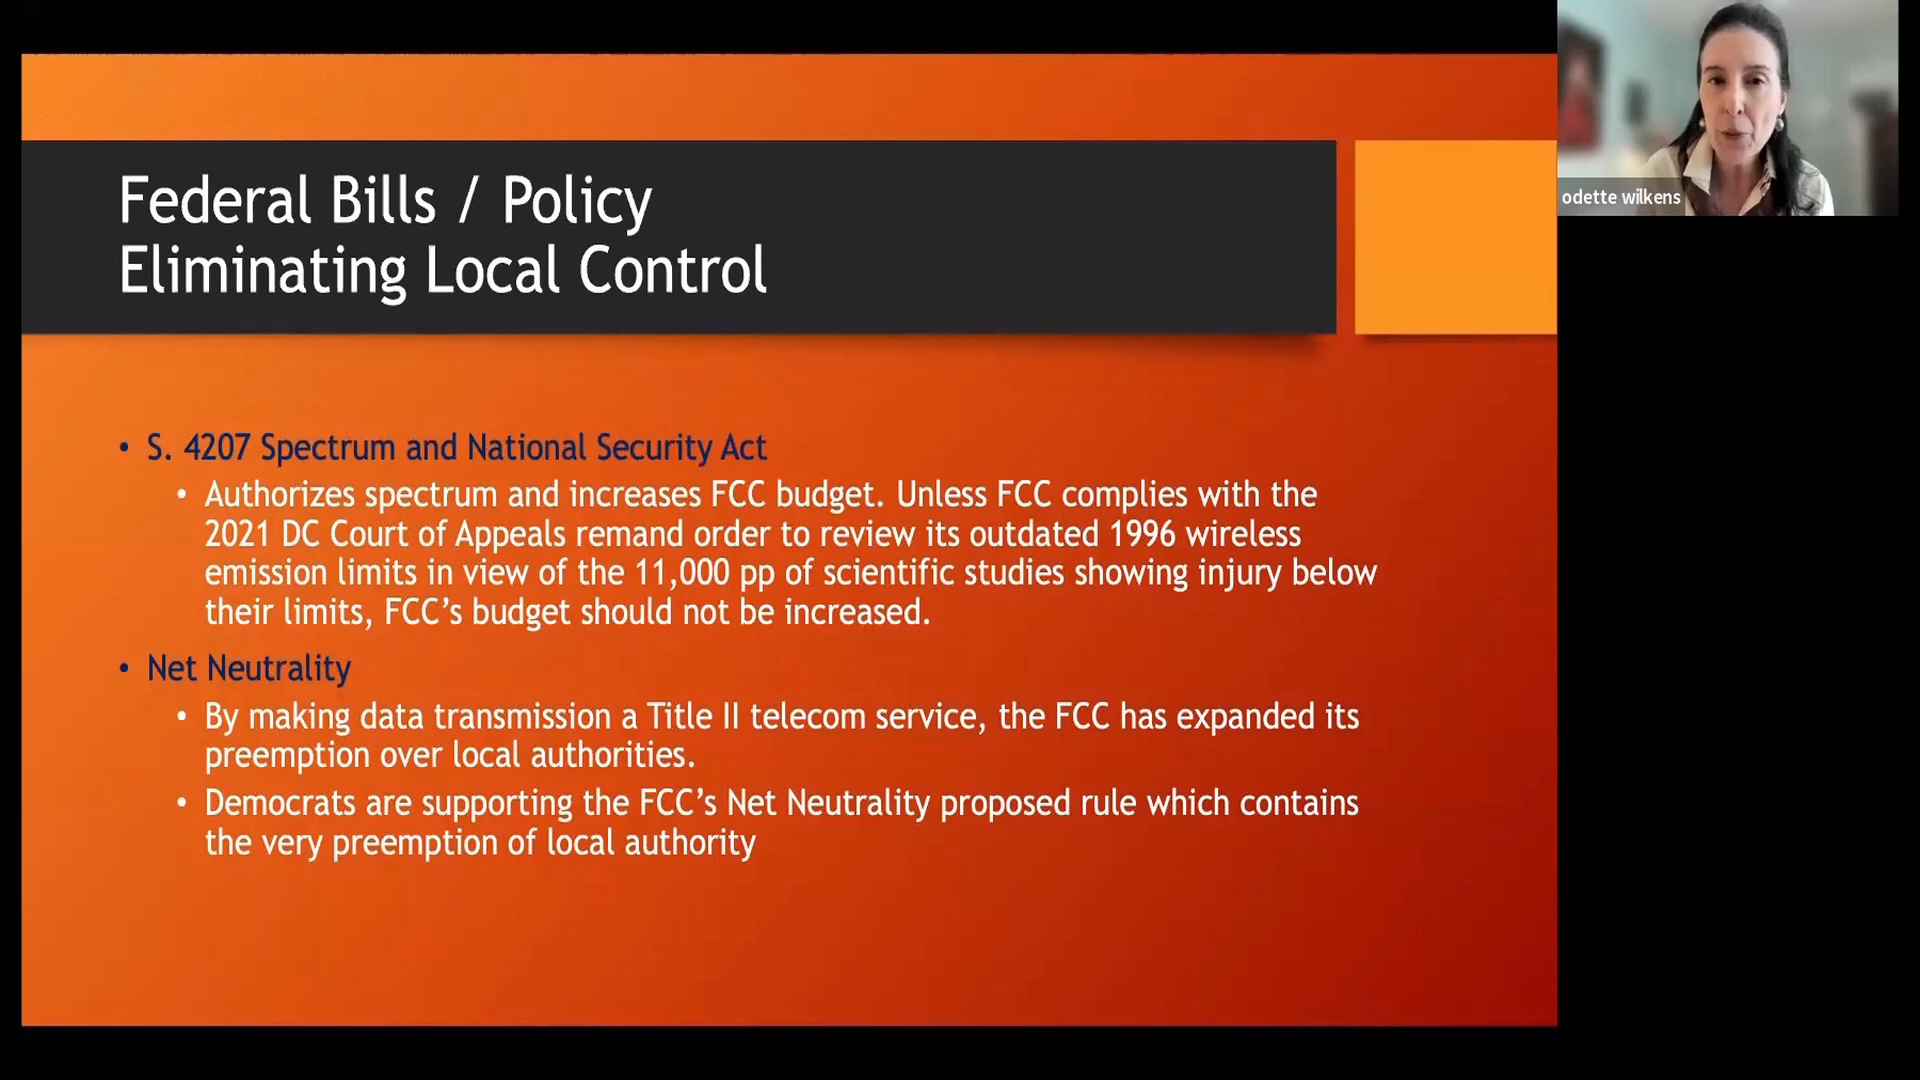 Federal Bills / Policy
Eliminating Local Control
• S. 4207 Spectrum and National Security Act
• Authorizes spectrum and increases FCC budget. Unless FCC complies with the
2021 DC Court of Appeals remand order to review its outdated 1996 wireless
emission limits in view of the 11,000 pp of scientific studies showing injury below
their limits, FCC’s budget should not be increased.
• Net Neutrality
• By making data transmission a Title II telecom service, the FCC has expanded its
preemption over local authorities.
• Democrats are supporting the FCC’s Net Neutrality proposed rule which contains
the very preemption of local authority
odette wilkens